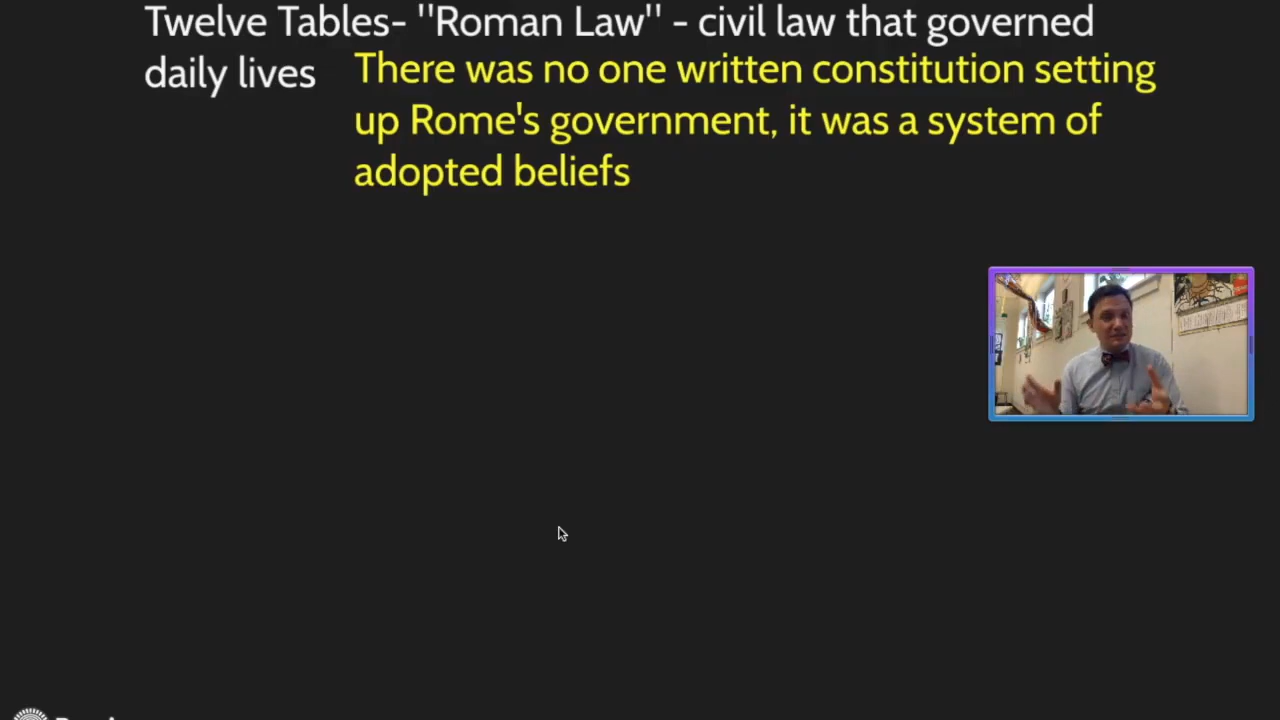 Twelve Tables- "Roman Law" - civil law that governed
daily lives
There was no one written constitution setting
up Rome's government, it was a system of
adopted beliefs